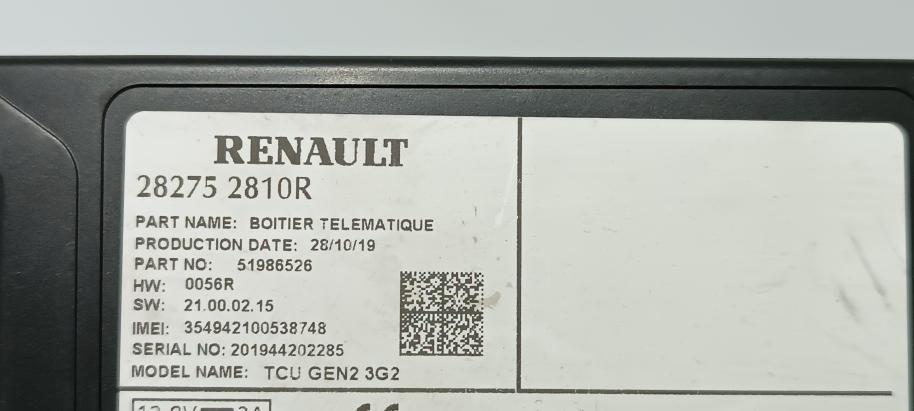 RENAULT
28275 2810R
PART NAME: BOITIER TELEMATIQUE
PRODUCTION DATE: 28/10/19
PART NO: 51986526
HW: 0056R
SW: 21.00.02.15
IMEI: 354942100538748
SERIAL NO: 201944202285
MODEL NAME: TCU GEN2 3G2